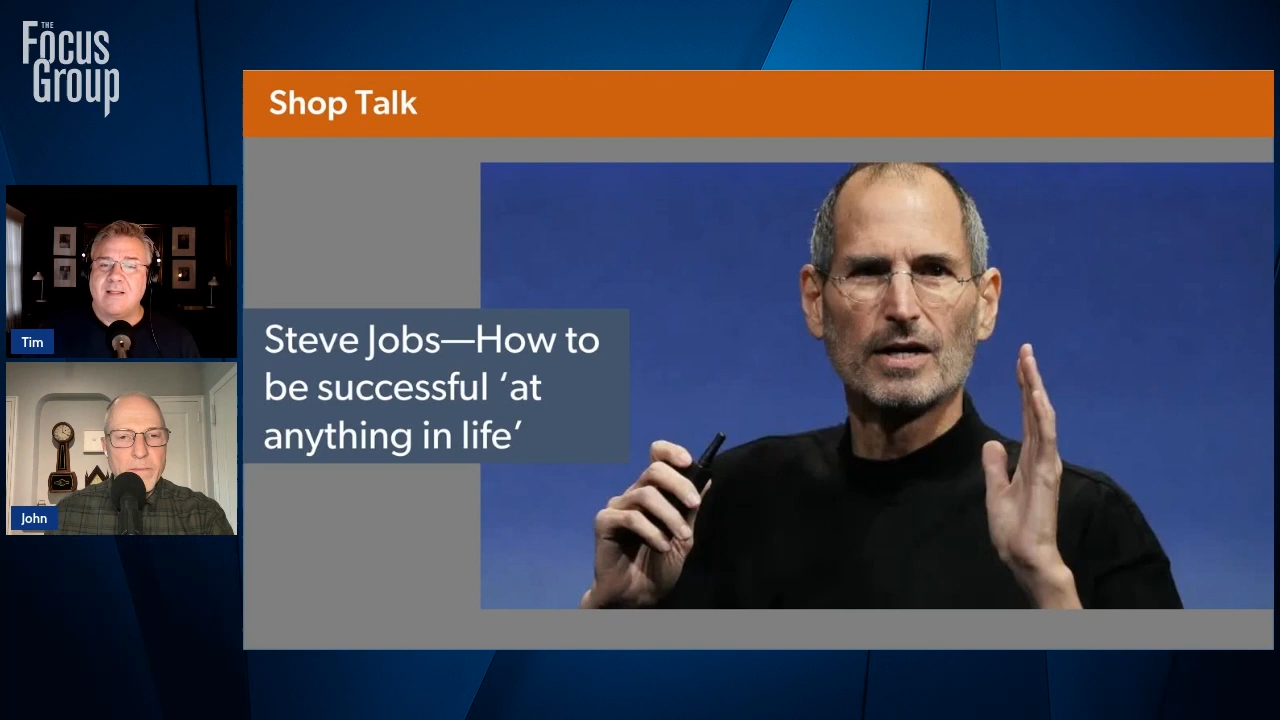 THE
Focus
Group
Shop Talk
Steve Jobs—How to
be successful ‘at
anything in life’
Tim
John